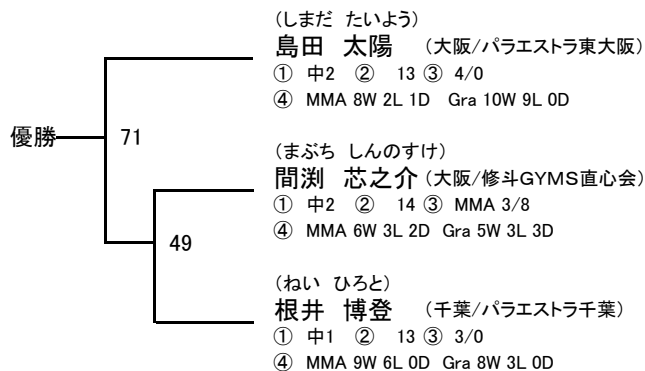 (しまだ たいよう)
島田 太陽 (大阪/パラエストラ東大阪)
① 中2 ② 13 ③ 4/0
④ MMA 8W 2L 1D Gra 10W 9L 0D
優勝
71
(まぶち しんのすけ)
間渕 芯之介 (大阪/修斗GYMS直心会)
① 中2 ② 14 ③ MMA 3/8
④ MMA 6W 3L 2D Gra 5W 3L 3D
49
(ねい ひろと)
根井 博登 (千葉/パラエストラ千葉)
① 中1 ② 13 ③ 3/0
④ MMA 9W 6L 0D Gra 8W 3L 0D